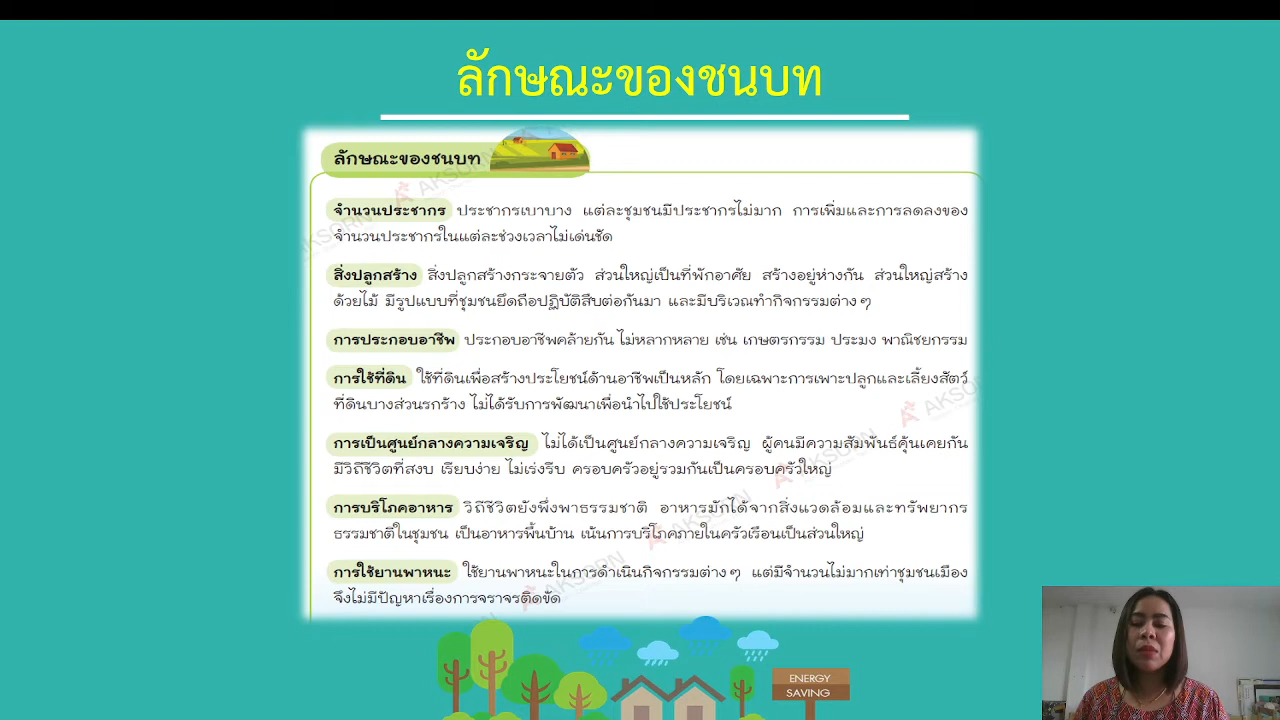 ลักษณะของชนบท
ลักษณะของชนบท
จำนวนประชากร ประชากรเบาบาง แต่ละชุมชนมีประชากรไม่มาก การเพิ่มและการลดลงของ
จำนวนประชากรในแต่ละช่วงเวลาไม่เด่นชัด
สิ่งปลูกสร้าง สิ่งปลูกสร้างกระจายตัว ส่วนใหญ่เป็นที่พักอาศัย สร้างอยู่ห่างกัน ส่วนใหญ่สร้าง
ด้วยไม้ มีรูปแบบที่ชุมชนยึดถือปฏิบัติสืบต่อกันมา และมีบริเวณทำกิจกรรมต่าง ๆ
การประกอบอาชีพ ประกอบอาชีพคล้ายกัน ไม่หลากหลาย เช่น เกษตรกรรม ประมง พาณิชยกรรม
การใช้ที่ดิน ใช้ที่ดินเพื่อสร้างประโยชน์ด้านอาชีพเป็นหลัก โดยเฉพาะการเพาะปลูกและเลี้ยงสัตว์
ที่ดินบางส่วนรกร้าง ไม่ได้รับการพัฒนาเพื่อนำไปใช้ประโยชน์
การเป็นศูนย์กลางความเจริญ ไม่ได้เป็นศูนย์กลางความเจริญ ผู้คนมีความสัมพันธ์คุ้นเคยกัน
มีวิถีชีวิตที่สงบ เรียบง่าย ไม่เร่งรีบ ครอบครัวอยู่รวมกันเป็นครอบครัวใหญ่
การบริโภคอาหาร วิถีชีวิตยังพึ่งพาธรรมชาติ อาหารมักได้จากสิ่งแวดล้อมและทรัพยากร
ธรรมชาติในชุมชน เป็นอาหารพื้นบ้าน เน้นการบริโภคภายในครัวเรือนเป็นส่วนใหญ่
การใช้ยานพาหนะ ใช้ยานพาหนะในการดำเนินกิจกรรมต่าง ๆ แต่มีจำนวนไม่มากเท่าชุมชนเมือง
จึงไม่มีปัญหาเรื่องการจราจรติดขัด
ENERGY
SAVING